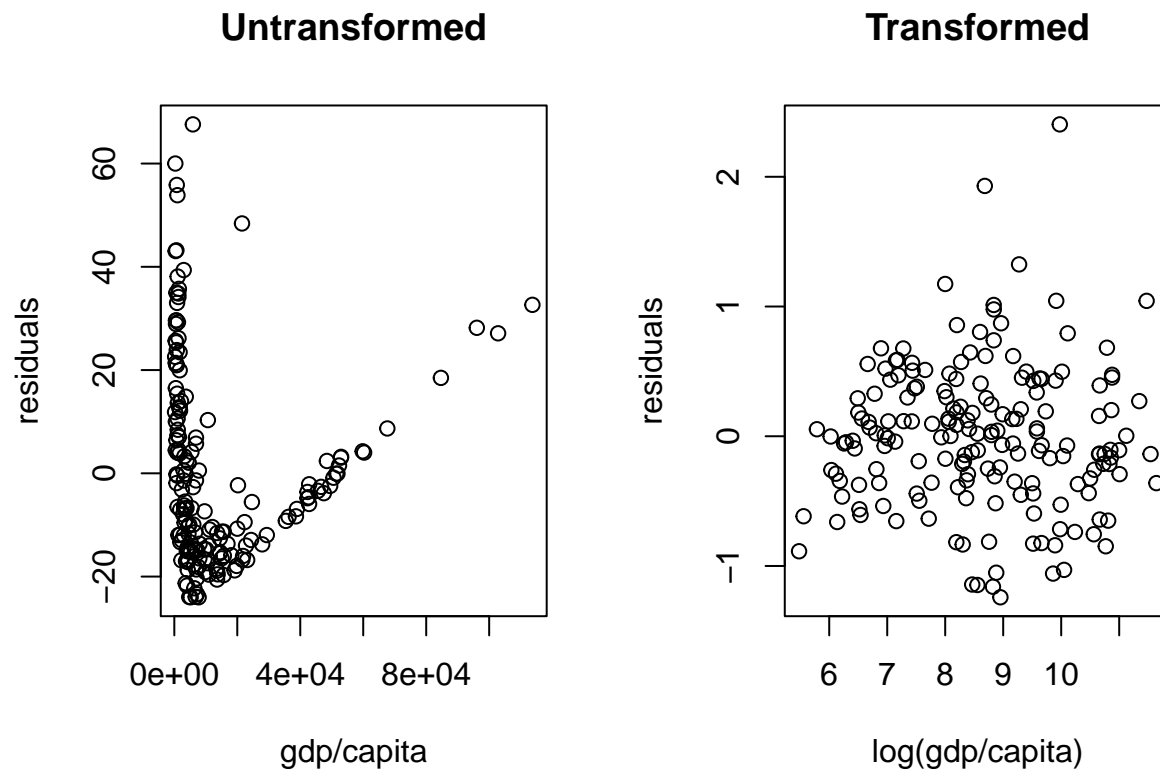 Untransformed
residuals
60
40
20
0
−20
0e+00 4e+04 8e+04
gdp/capita
Transformed
residuals
2
1
0
−1
6 7 8 9 10
log(gdp/capita)